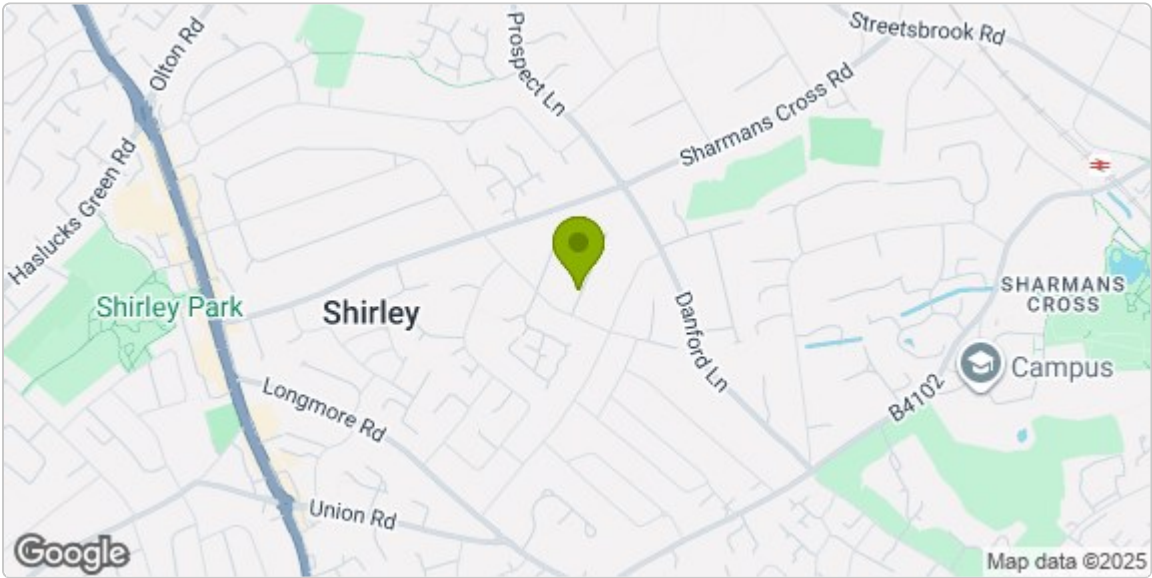 Streetsbrook Rd
Olton Rd
Prospect Ln
Sharmans Cross Rd
Haslucks Green Rd
Shirley Park
Shirley
SHARMANS
CROSS
Danford Ln
Campus
Longmore Rd
B4102
Union Rd
Google
Map data ©2025